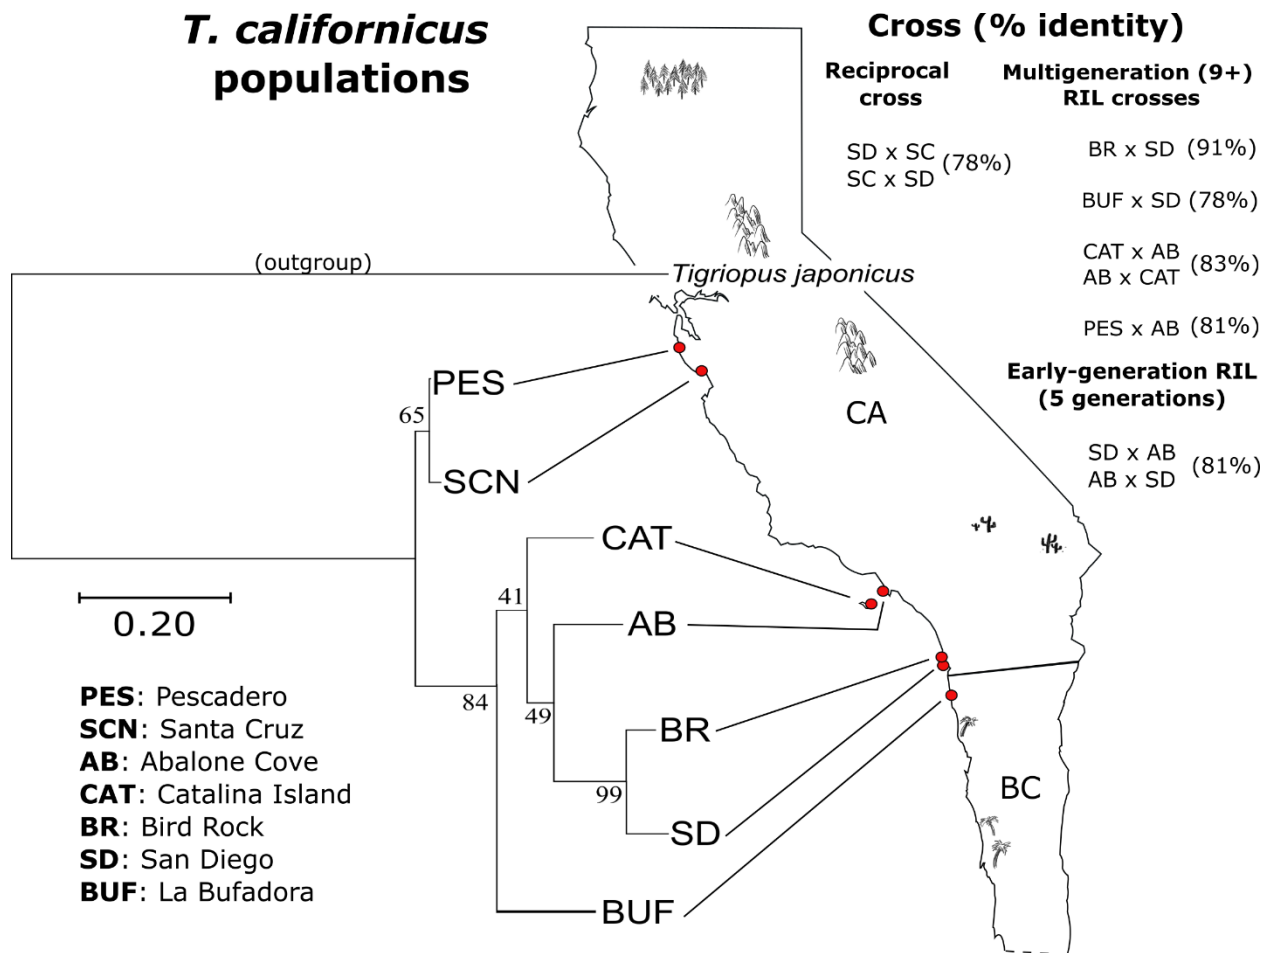 T. californicus
populations
Cross (% identity)
Reciprocal
cross
SD x SC
SC x SD
(78%)
Multigeneration (9+)
RIL crosses
BR x SD (91%)
BUF x SD (78%)
CAT x AB
AB x CAT
(83%)
PES x AB (81%)
Early-generation RIL
(5 generations)
SD x AB
AB x SD
(81%)
(outgroup)
Tigriopus japonicus
PES
65
SCN
CA
CAT
41
AB
84
49
BR
99
SD
BUF
BC
0.20
PES: Pescadero
SCN: Santa Cruz
AB: Abalone Cove
CAT: Catalina Island
BR: Bird Rock
SD: San Diego
BUF: La Bufadora